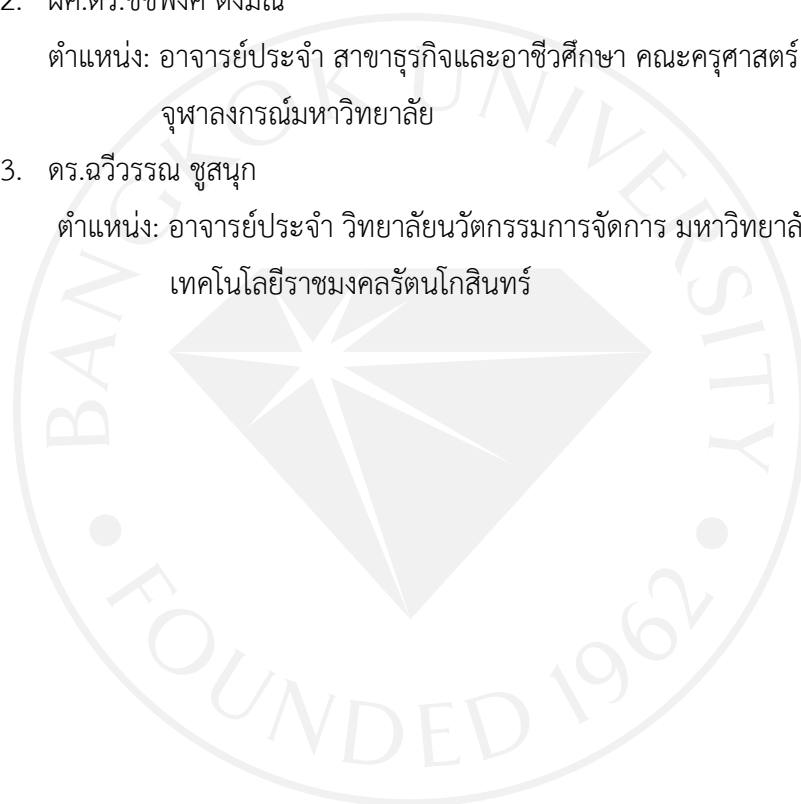 2. ผศ.ดร.
ตำแหน่ง: อาจารย์ประจำ สาขาธุรกิจและอาชีวศึกษา คณะครุศาสตร์
จุฬาลงกรณ์มหาวิทยาลัย
3. ดร.ฉวีวรรณ ชูสนุก
ตำแหน่ง: อาจารย์ประจำ วิทยาลัยนวัตกรรมการจัดการ มหาวิทยาลั
เทคโนโลยีราชมงคลรัตนโกสินทร์
BANGKOK UNIVERSITY
FOUNDED 1962